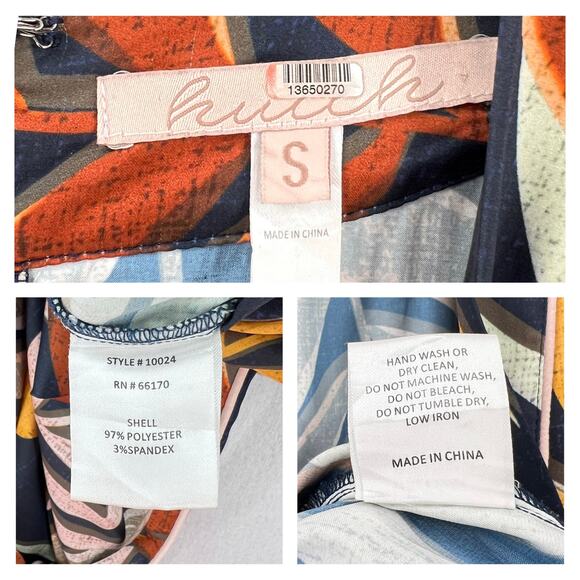 hutch
13650270
S
MADE IN CHINA
STYLE # 10024
RN # 66170
SHELL
97% POLYESTER
3%SPANDEX
HAND WASH OR
DRY CLEAN,
DO NOT MACHINE WASH,
DO NOT BLEACH,
DO NOT TUMBLE DRY,
LOW IRON
MADE IN CHINA